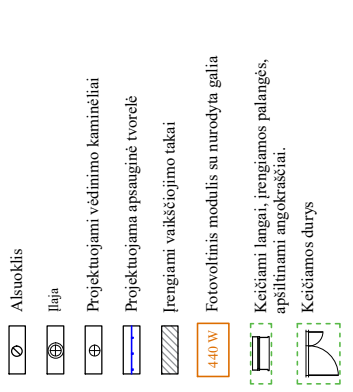 Alsuoklis
Įlaja
Projektuojami vėdinimo kaminėliai
Projektuojama apsauginė tvorelė
Įrengiami vaikščiojimo takai
440 W
Fotovoltinis modulis su nurodyta galia
Keičiami langai, įrengiamos palangės,
apšiltinami angokraščiai.
Keičiamos durys